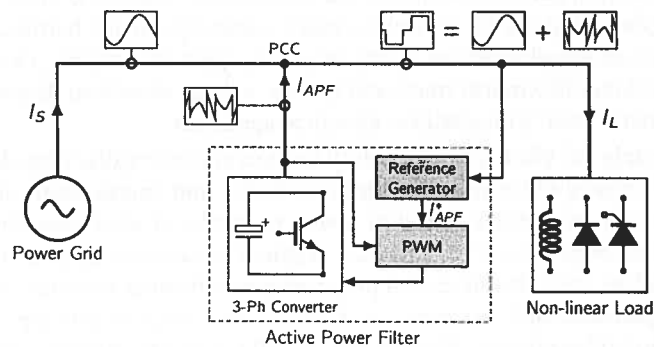 = +
PCC
I_S
I_APF
I_L
Reference
Generator
I*_APF
PWM
+
Power Grid
3-Ph Converter
Non-linear Load
Active Power Filter